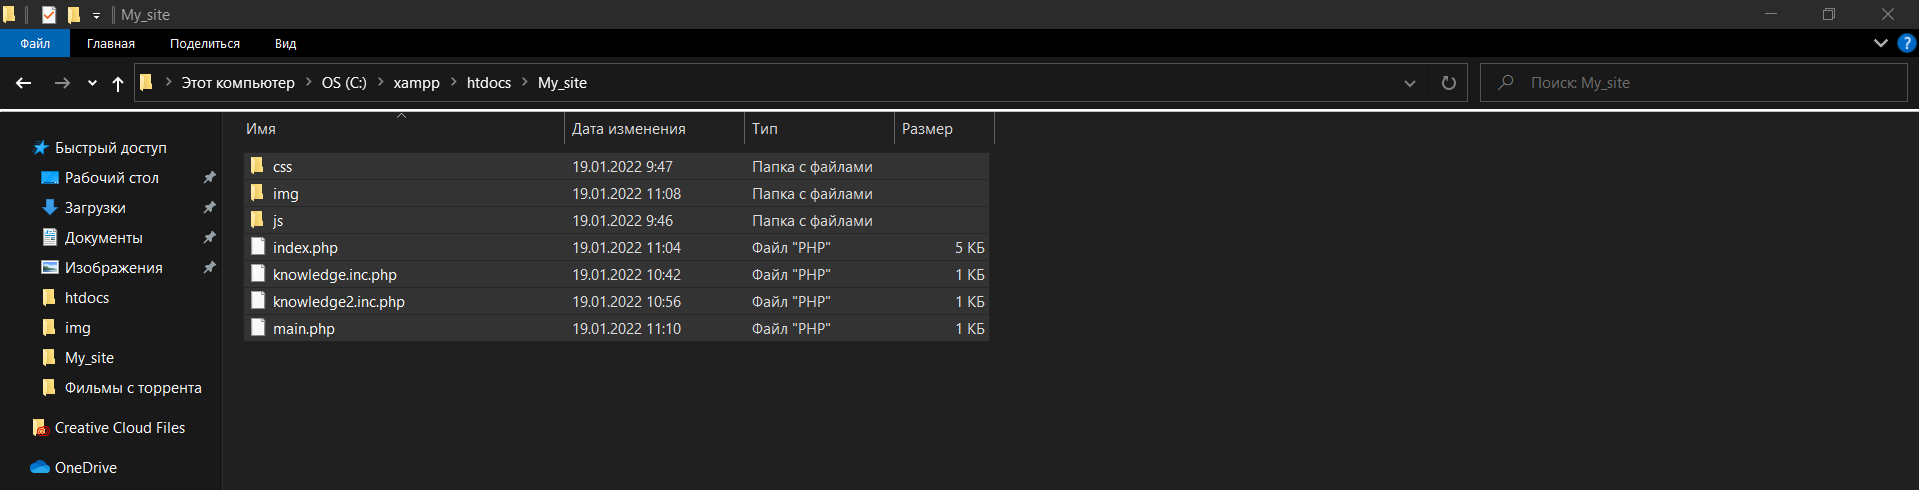 My_site
Файл Главная Поделиться Вид
Этот компьютер OS (C:) xampp htdocs My_site Поиск: My_site
Имя Дата изменения Тип Размер
Быстрый доступ
Рабочий стол
Загрузки
Документы
Изображения
htdocs
img
My_site
Фильмы с торрента
Creative Cloud Files
OneDrive
css 19.01.2022 9:47 Папка с файлами
img 19.01.2022 11:08 Папка с файлами
js 19.01.2022 9:46 Папка с файлами
index.php 19.01.2022 11:04 Файл "PHP" 5 КБ
knowledge.inc.php 19.01.2022 10:42 Файл "PHP" 1 КБ
knowledge2.inc.php 19.01.2022 10:56 Файл "PHP" 1 КБ
main.php 19.01.2022 11:10 Файл "PHP" 1 КБ